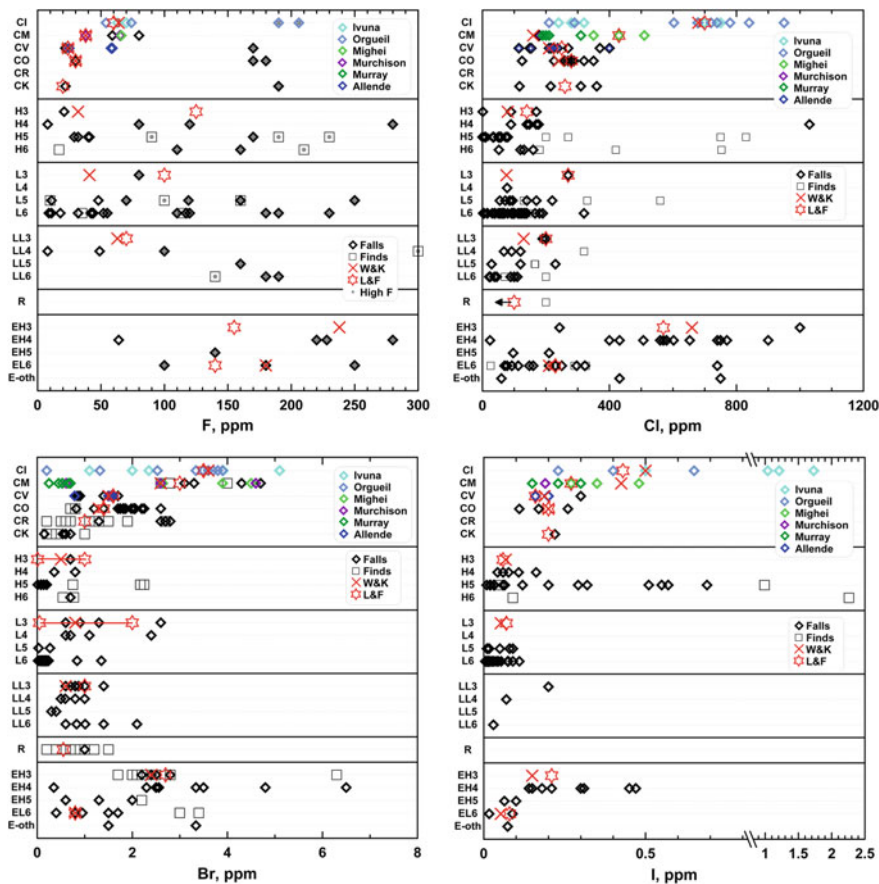 CI
CM
CV
CO
CR
CK
H3
H4
H5
H6
L3
L4
L5
L6
LL3
LL4
LL5
LL6
R
EH3
EH4
EH5
EL6
E-oth
Ivuna
Orgueil
Mighei
Murchison
Murray
Allende
Falls
Finds
W&K
L&F
High F
0 50 100 150 200 250 300
F, ppm
CI
CM
CV
CO
CR
CK
H3
H4
H5
H6
L3
L4
L5
L6
LL3
LL4
LL5
LL6
R
EH3
EH4
EH5
EL6
E-oth
Ivuna
Orgueil
Mighei
Murchison
Murray
Allende
Falls
Finds
W&K
L&F
0 400 800 1200
Cl, ppm
CI
CM
CV
CO
CR
CK
H3
H4
H5
H6
L3
L4
L5
L6
LL3
LL4
LL5
LL6
R
EH3
EH4
EH5
EL6
E-oth
Ivuna
Orgueil
Mighei
Murchison
Murray
Allende
Falls
Finds
W&K
L&F
0 2 4 6 8
Br, ppm
CI
CM
CV
CO
CR
CK
H3
H4
H5
H6
L3
L4
L5
L6
LL3
LL4
LL5
LL6
R
EH3
EH4
EH5
EL6
E-oth
Ivuna
Orgueil
Mighei
Murchison
Murray
Allende
Falls
Finds
W&K
L&F
0 0.5 1 1.5 2 2.5
I, ppm